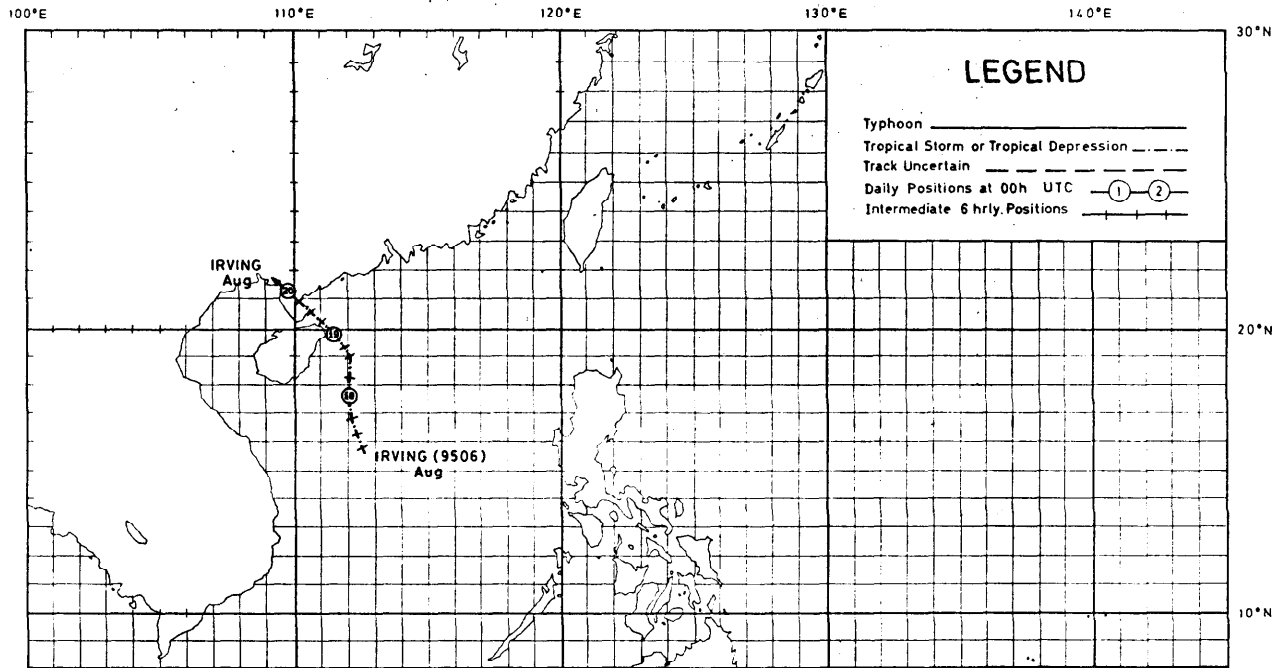 100°E 110°E 120°E 130°E 140°E
30°N
LEGEND
Typhoon
Tropical Storm or Tropical Depression
Track Uncertain
Daily Positions at 00h UTC 1 2
Intermediate 6 hrly. Positions
IRVING
Aug
20
19
20°N
18
IRVING (9506)
Aug
10°N